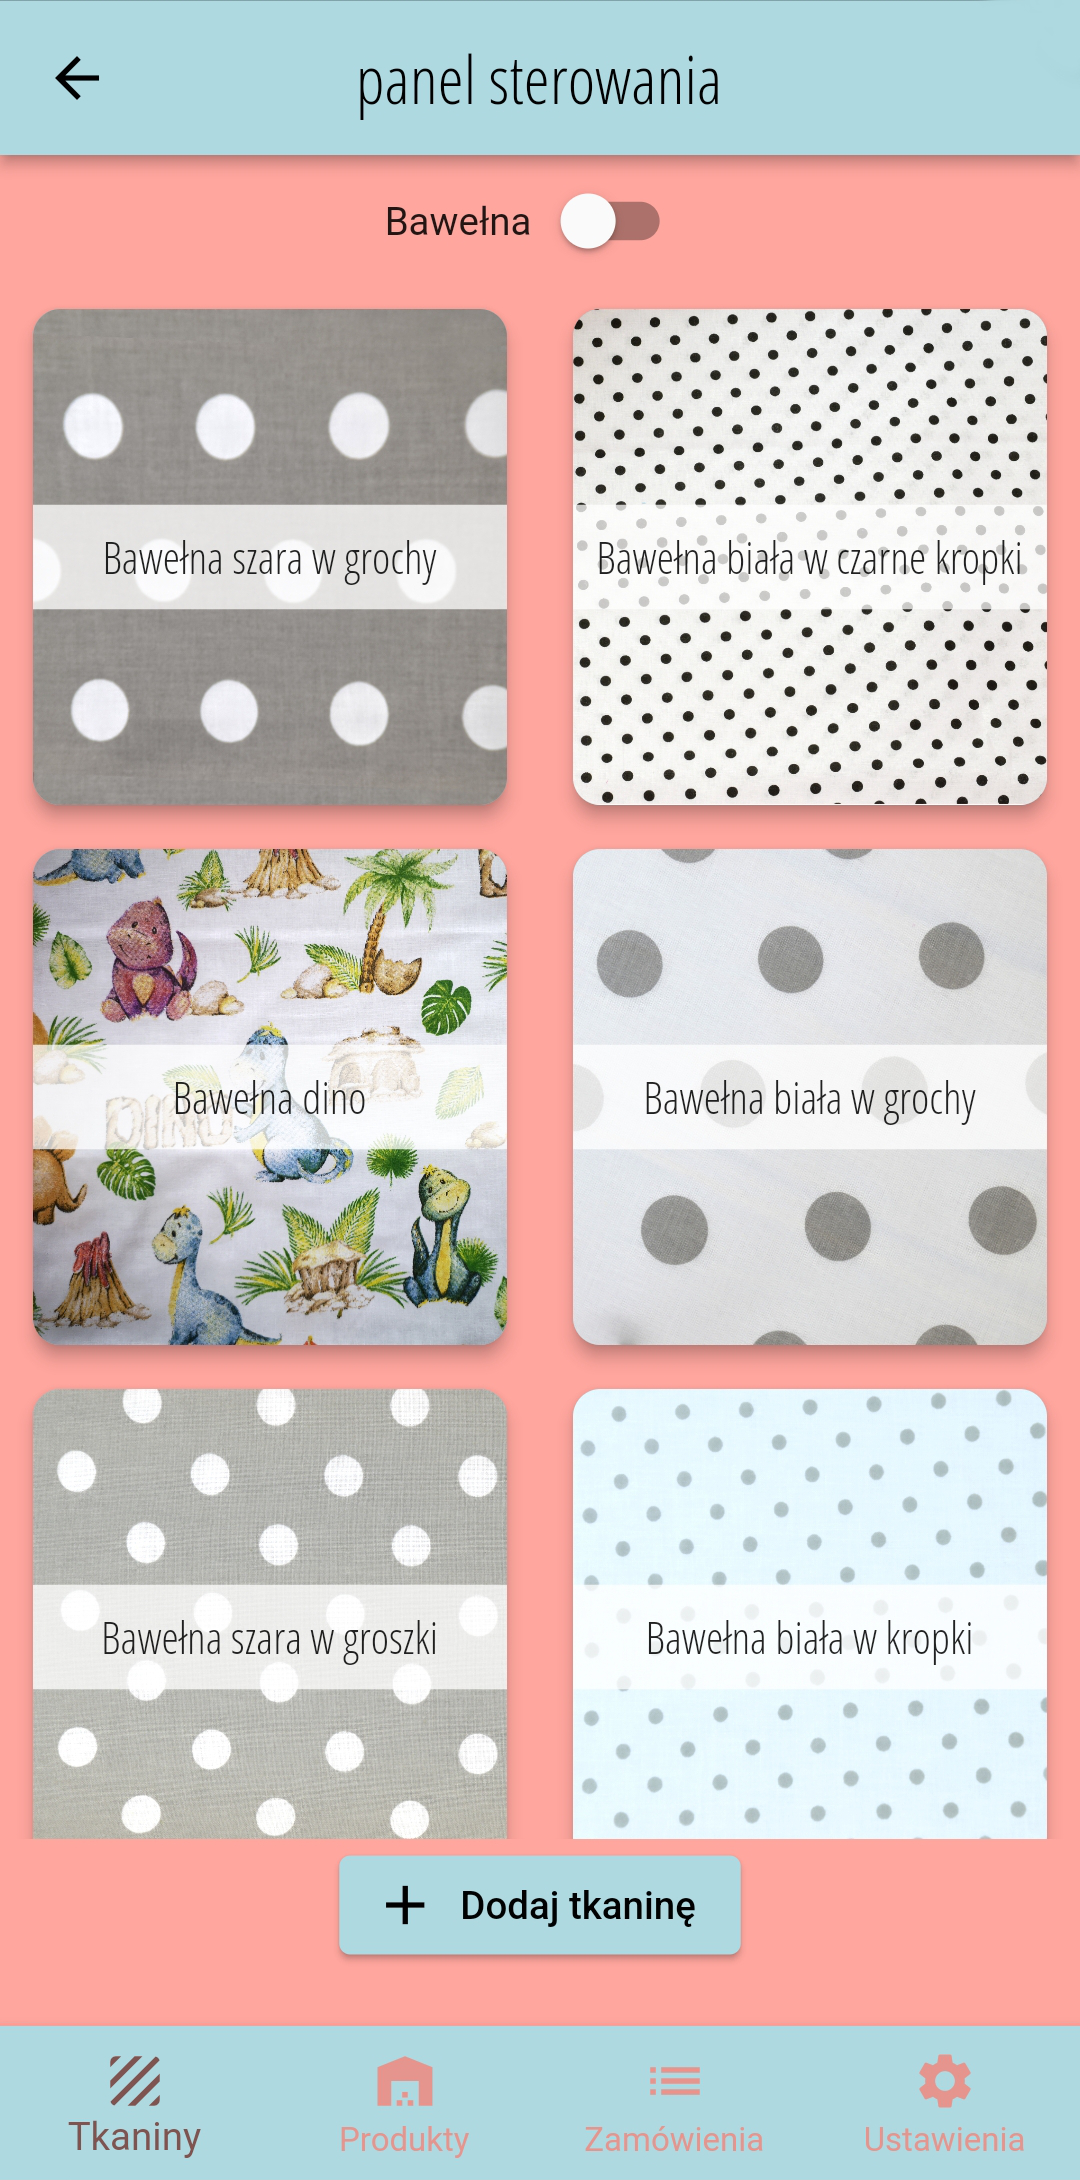 panel sterowania
Bawełna
Bawełna szara w grochy
Bawełna biała w czarne kropki
DINO
Bawełna dino
Bawełna biała w grochy
Bawełna szara w groszki
Bawełna biała w kropki
Dodaj tkaninę
Tkaniny
Produkty
Zamówienia
Ustawienia